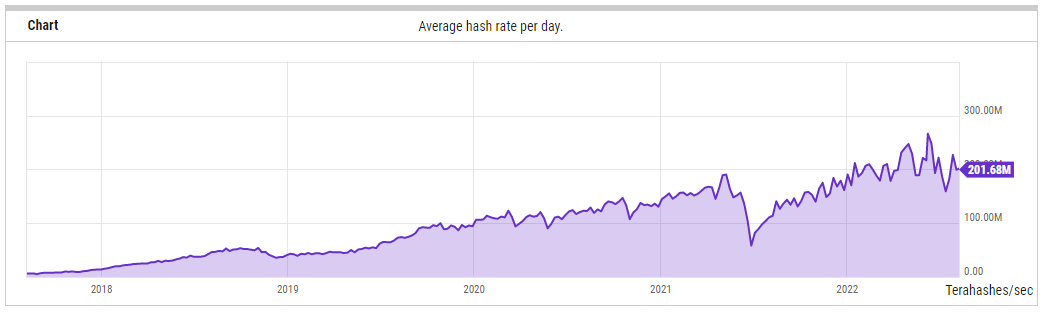 Chart
Average hash rate per day.
300.00M
201.68M
100.00M
0.00
2018 2019 2020 2021 2022
Terahashes/sec